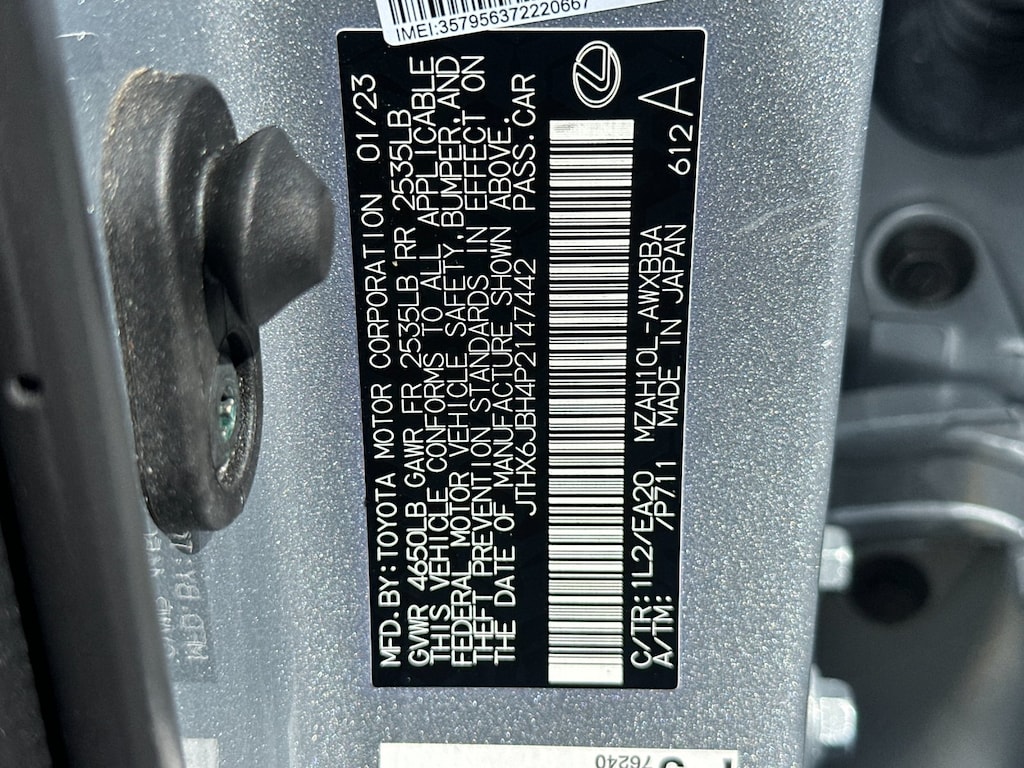 IMEI:357956372220667
MFD.BY:TOYOTA MOTOR CORPORATION 01/23
GVWR 4650LB GAWR FR 2535LB RR 2535LB
THIS VEHICLE CONFORMS TO ALL APPLICABLE
FEDERAL MOTOR VEHICLE SAFETY,BUMPER,AND
THEFT PREVENTION STANDARDS IN EFFECT ON
THE DATE OF MANUFACTURE SHOWN ABOVE.
JTHX6JBH4P2147442 PASS.CAR
C/TR:1L2/EA20 MZAH10L-AWXBBA 612A
A/TM: /P711 MADE IN JAPAN
76240